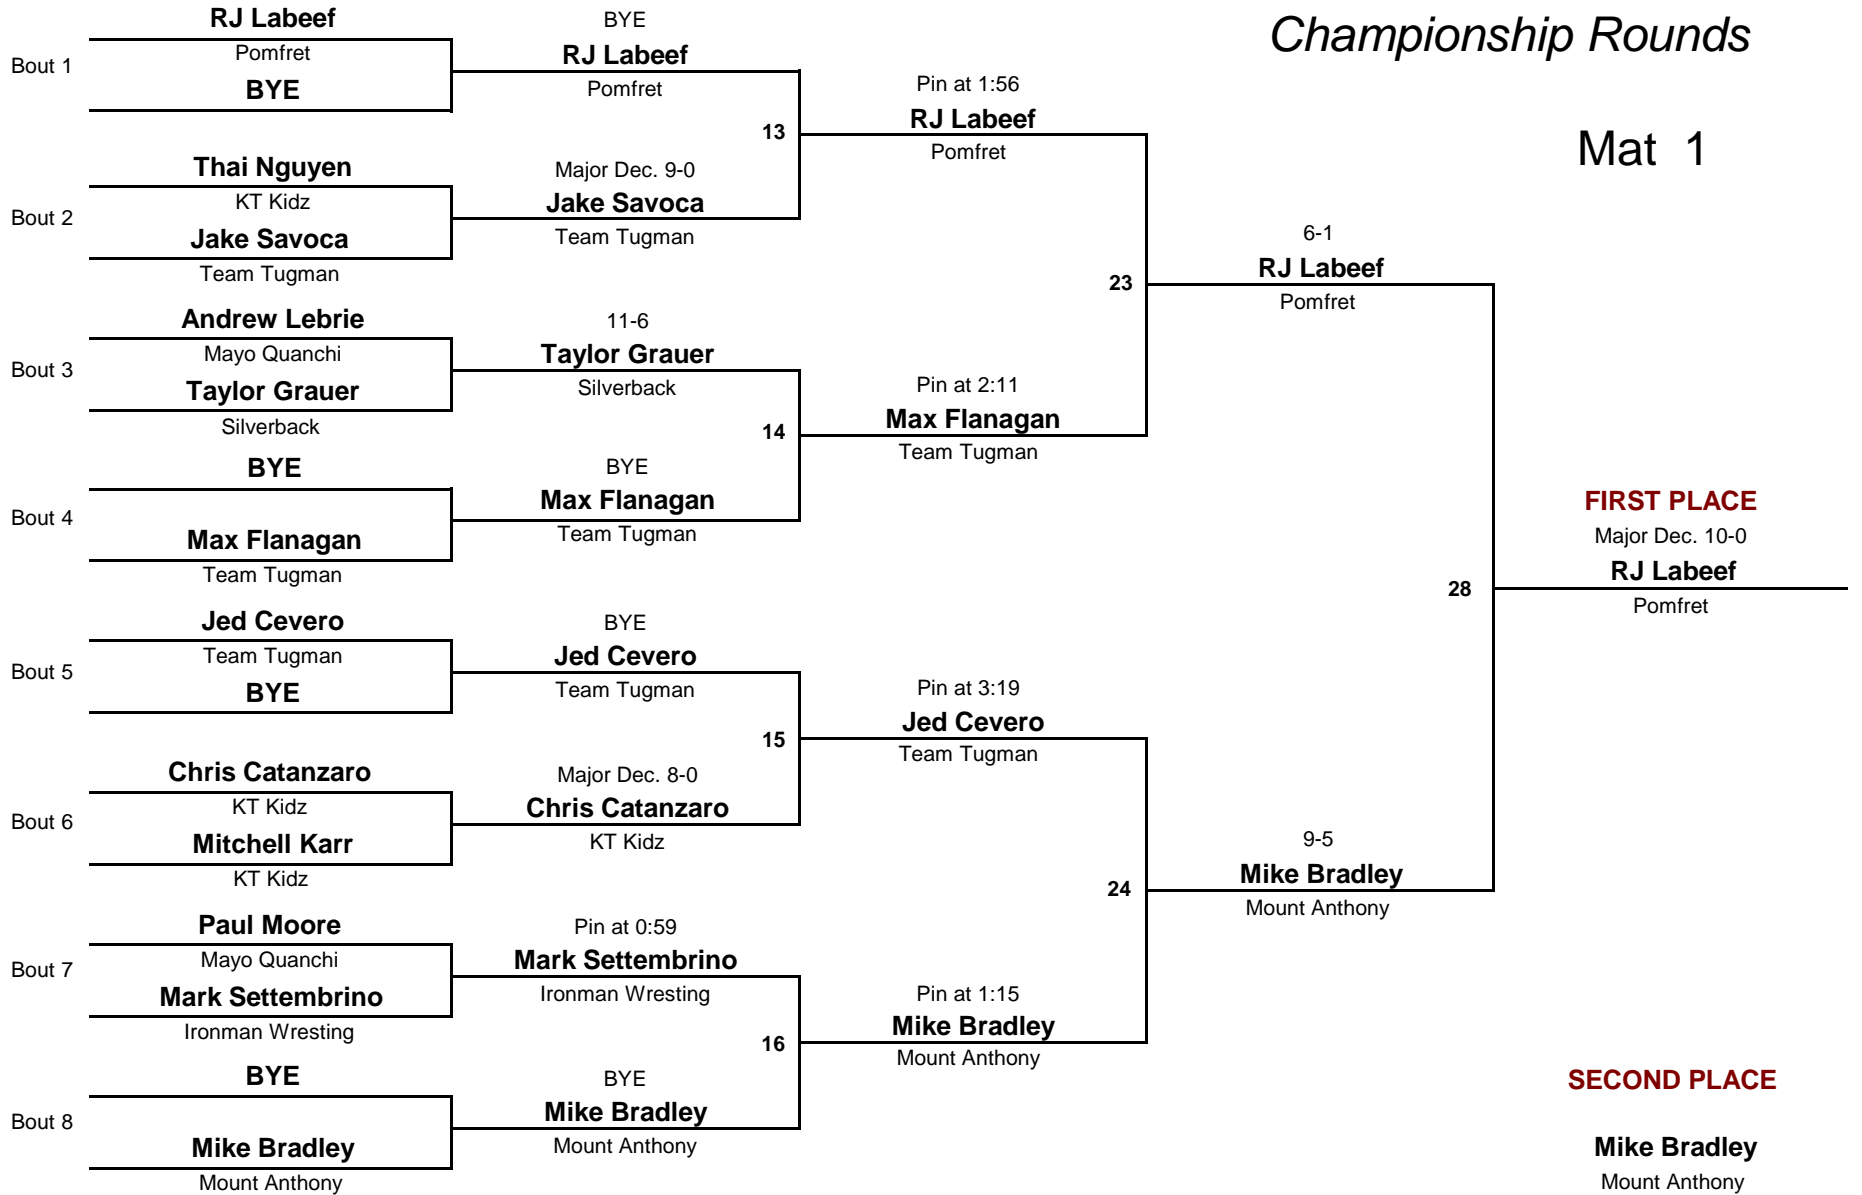 Championship Rounds
Mat 1
Bout 1
RJ Labeef
Pomfret
BYE
Bout 2
Thai Nguyen
KT Kidz
Jake Savoca
Team Tugman
Bout 3
Andrew Lebrie
Mayo Quanchi
Taylor Grauer
Silverback
Bout 4
BYE
Max Flanagan
Team Tugman
Bout 5
Jed Cevero
Team Tugman
BYE
Bout 6
Chris Catanzaro
KT Kidz
Mitchell Karr
KT Kidz
Bout 7
Paul Moore
Mayo Quanchi
Mark Settembrino
Ironman Wresting
Bout 8
BYE
Mike Bradley
Mount Anthony
BYE
RJ Labeef
Pomfret
13
Major Dec. 9-0
Jake Savoca
Team Tugman
11-6
Taylor Grauer
Silverback
14
BYE
Max Flanagan
Team Tugman
BYE
Jed Cevero
Team Tugman
15
Major Dec. 8-0
Chris Catanzaro
KT Kidz
Pin at 0:59
Mark Settembrino
Ironman Wresting
16
BYE
Mike Bradley
Mount Anthony
Pin at 1:56
RJ Labeef
Pomfret
23
Pin at 2:11
Max Flanagan
Team Tugman
Pin at 3:19
Jed Cevero
Team Tugman
24
Pin at 1:15
Mike Bradley
Mount Anthony
6-1
RJ Labeef
Pomfret
28
9-5
Mike Bradley
Mount Anthony
FIRST PLACE
Major Dec. 10-0
RJ Labeef
Pomfret
SECOND PLACE
Mike Bradley
Mount Anthony